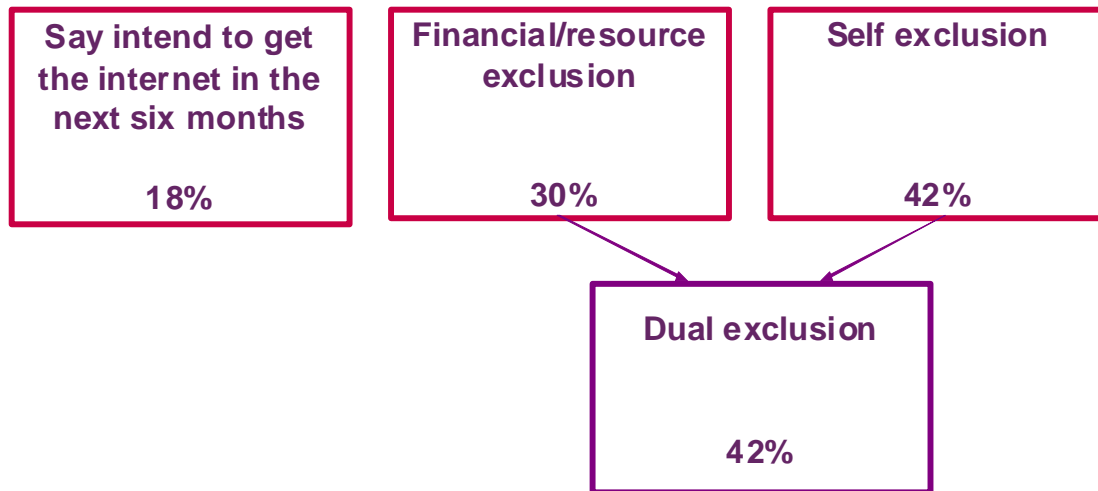 Say intend to get
the internet in the
next six months
18%
Financial/resource
exclusion
30%
Self exclusion
42%
Dual exclusion
42%